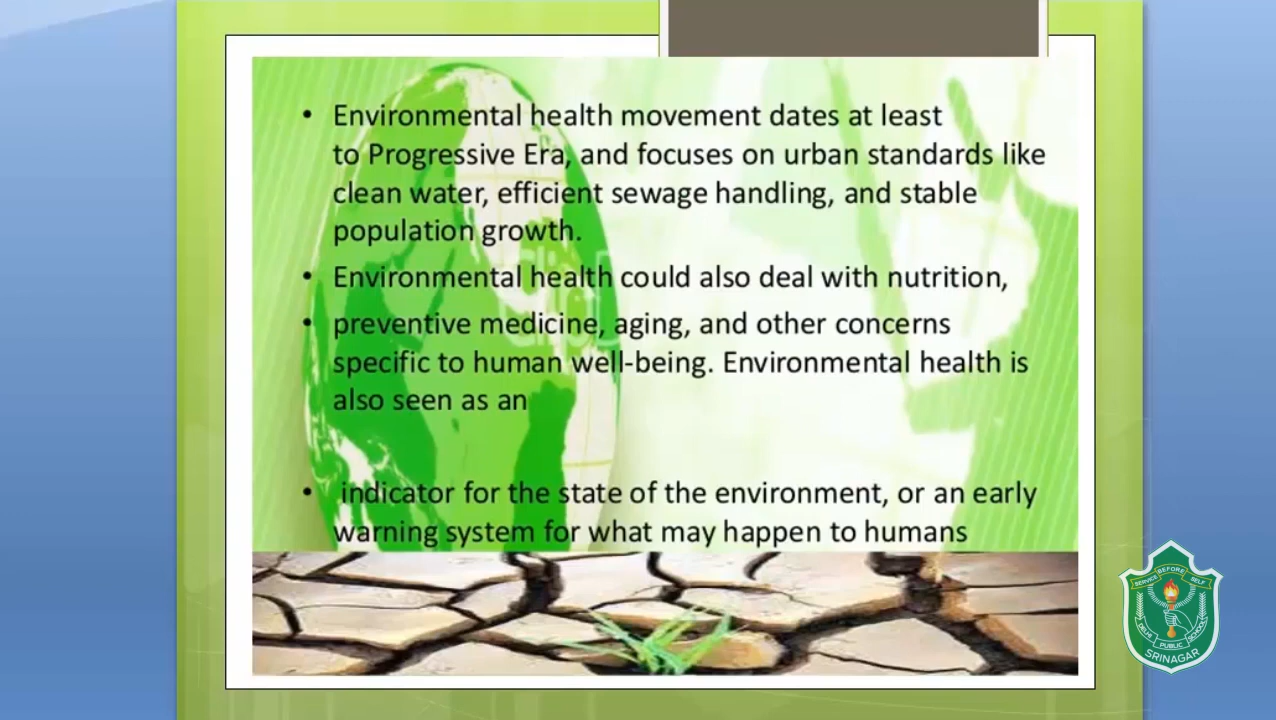 • Environmental health movement dates at least
to Progressive Era, and focuses on urban standards like
clean water, efficient sewage handling, and stable
population growth.
• Environmental health could also deal with nutrition,
• preventive medicine, aging, and other concerns
specific to human well-being. Environmental health is
also seen as an
• indicator for the state of the environment, or an early
warning system for what may happen to humans
SERVICE BEFORE SELF
DELHI PUBLIC SCHOOL
SRINAGAR